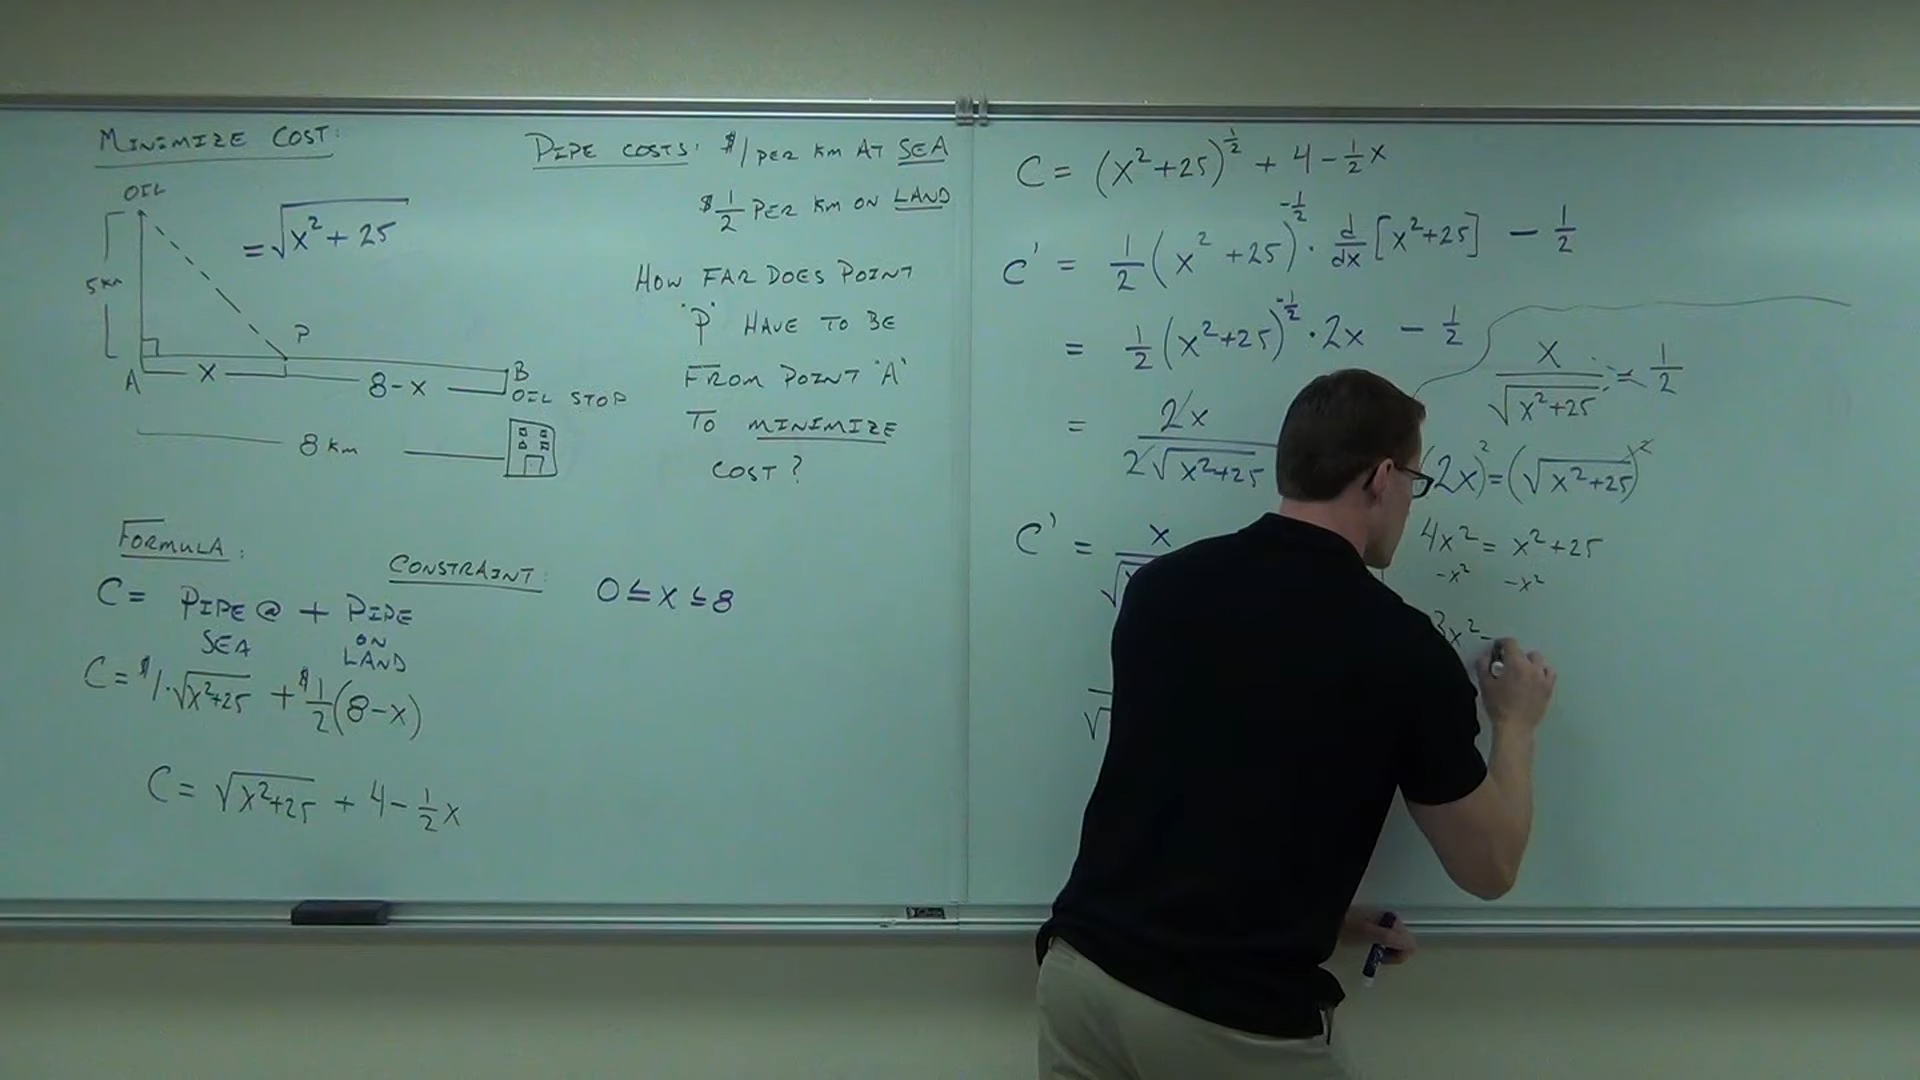 MINIMIZE COST:
OIL
5 km
= √(x² + 25)
P
A
x
8-x
B
OIL STOP
8 km
PIPE COSTS: $1 PER KM AT SEA
$1/2 PER KM ON LAND
HOW FAR DOES POINT
"P" HAVE TO BE
FROM POINT "A"
TO MINIMIZE
COST?
FORMULA:
CONSTRAINT: 0 ≤ x ≤ 8
C = PIPE @ SEA + PIPE ON LAND
C = $1·√(x²+25) + $1/2(8-x)
C = √(x²+25) + 4 - 1/2x
C = (x²+25)^(1/2) + 4 - 1/2x
C' = 1/2(x²+25)^(-1/2) · d/dx[x²+25] - 1/2
= 1/2(x²+25)^(-1/2) · 2x - 1/2
= 2x/(2√(x²+25))
C' = x
x/√(x²+25) = 1/2
(2x)² = (√(x²+25))²
4x² = x²+25
-x² -x²
3x²